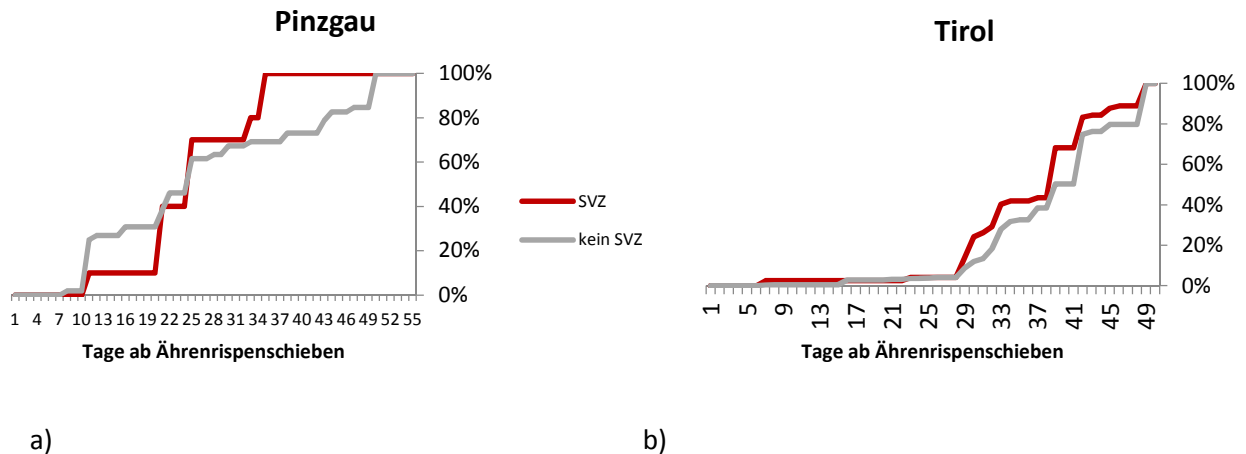 Pinzgau
100%
80%
60%
40%
20%
0%
1 4 7 10 13 16 19 22 25 28 31 34 37 40 43 46 49 52 55
Tage ab Ährenrispenschieben
SVZ
kein SVZ
Tirol
100%
80%
60%
40%
20%
0%
1 5 9 13 17 21 25 29 33 37 41 45 49
Tage ab Ährenrispenschieben
a)
b)